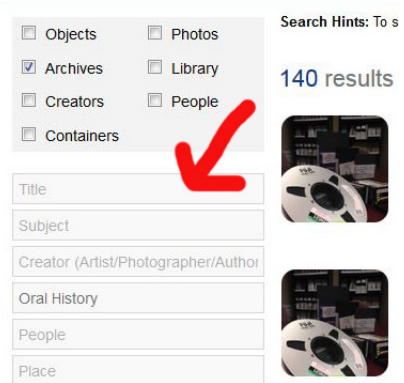 Objects
Photos
Archives
Library
Creators
People
Containers
Title
Subject
Creator (Artist/Photographer/Author
Oral History
People
Place
Search Hints: To s
140 results